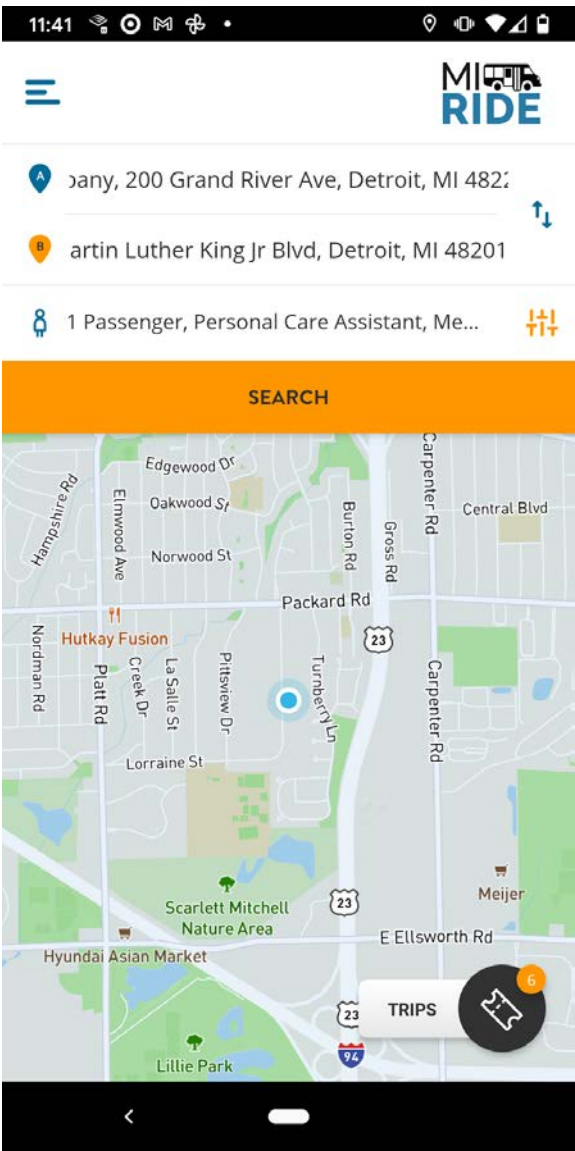 11:41
MI
RIDE
A
pany, 200 Grand River Ave, Detroit, MI 4822
B
artin Luther King Jr Blvd, Detroit, MI 48201
1 Passenger, Personal Care Assistant, Me...
SEARCH
Edgewood Dr
Carpenter Rd
Hampshire Rd
Elmwood Ave
Oakwood St
Burton Rd
Gross Rd
Central Blvd
Norwood St
Packard Rd
Hutkay Fusion
23
Nordman Rd
Platt Rd
Creek Dr
La Salle St
Pittsview Dr
Turnberry Ln
Carpenter Rd
Lorraine St
Scarlett Mitchell
Nature Area
23
Meijer
E Ellsworth Rd
Hyundai Asian Market
6
23
TRIPS
94
Lillie Park